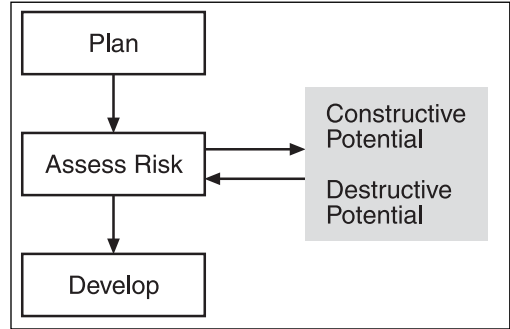 Plan
Assess Risk
Constructive
Potential
Destructive
Potential
Develop